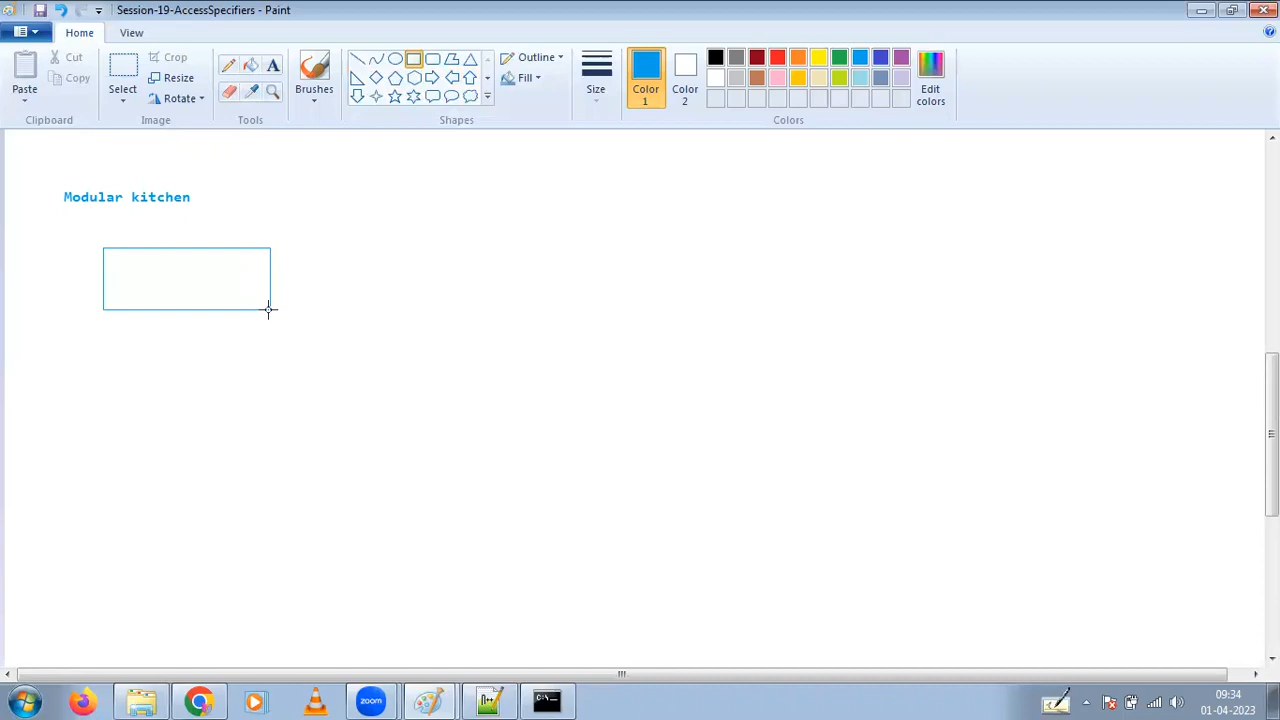 Session-19-AccessSpecifiers - Paint
Home
View
Paste
Cut
Copy
Clipboard
Select
Crop
Resize
Rotate
Image
A
Tools
Brushes
Shapes
Outline
Fill
Size
Color
1
Color
2
Colors
Edit
colors
Modular kitchen
zoom
09:34
01-04-2023